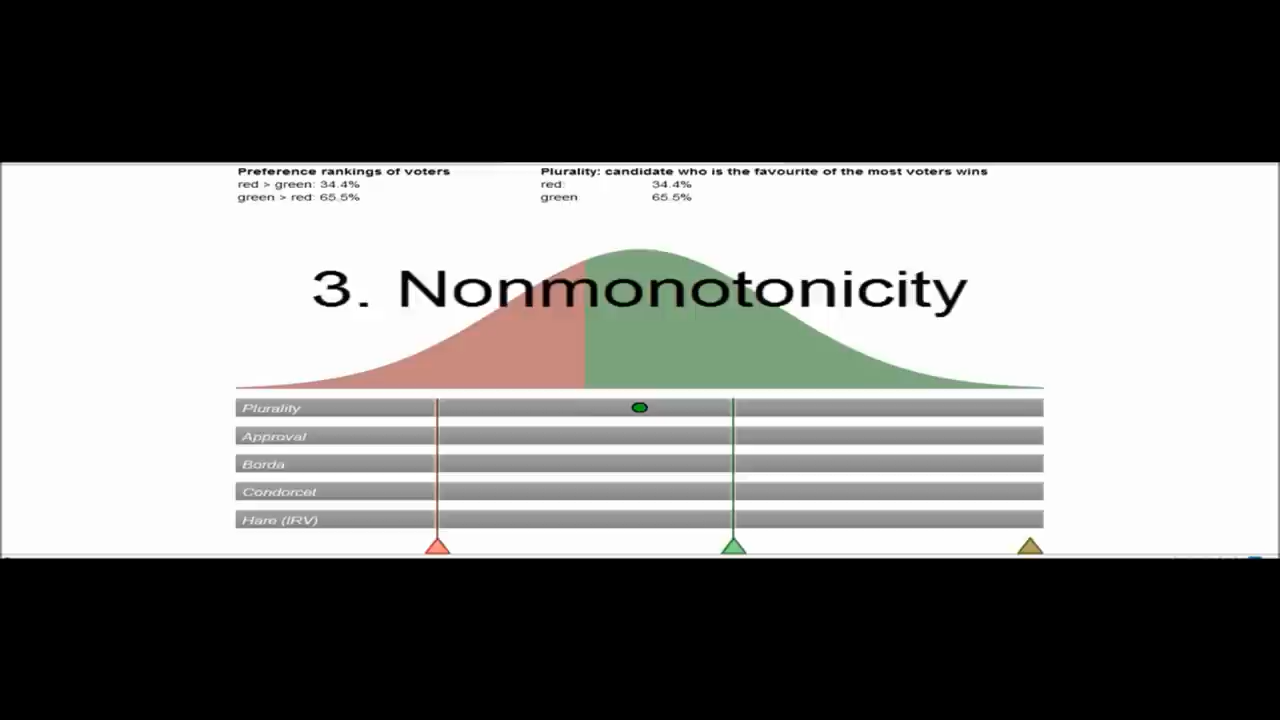 Preference rankings of voters
red > green: 34.4%
green > red: 65.5%
Plurality: candidate who is the favourite of the most voters wins
red: 34.4%
green 65.5%
3. Nonmonotonicity
Plurality
Approval
Borda
Condorcet
Hare (IRV)